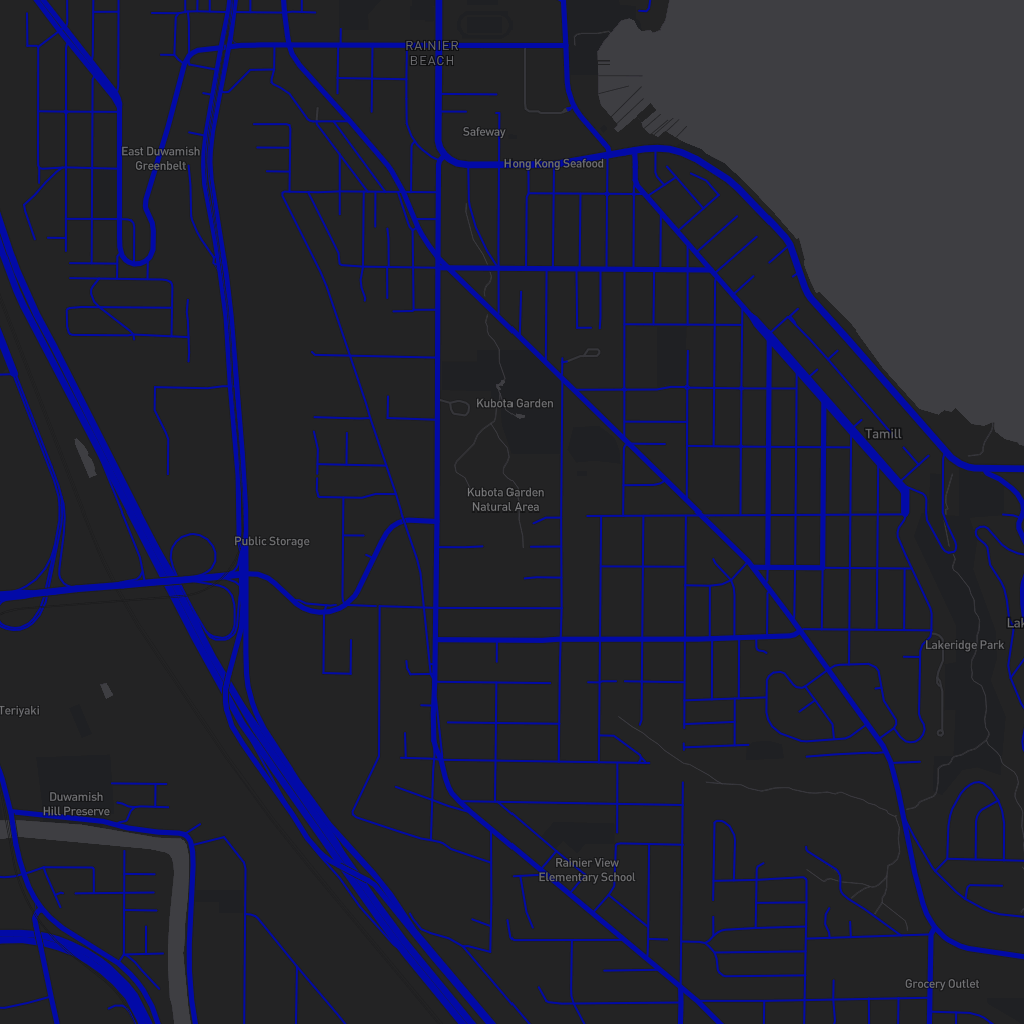 RAINIER
BEACH
Safeway
East Duwamish
Greenbelt
Hong Kong Seafood
Kubota Garden
Tamill
Kubota Garden
Natural Area
Public Storage
Lak
Lakeridge Park
Teriyaki
Duwamish
Hill Preserve
Rainier View
Elementary School
Grocery Outlet